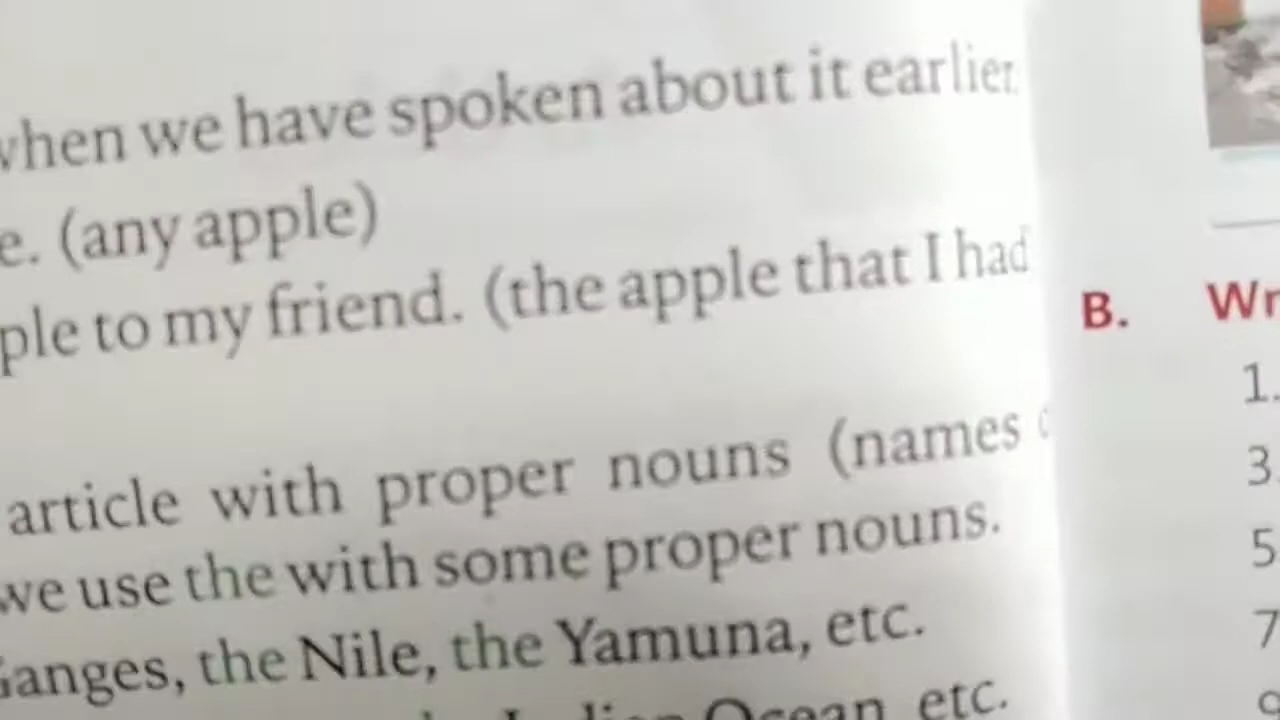 when we have spoken about it earlier.
e. (any apple)
ple to my friend. (the apple that I had
article with proper nouns (names
we use the with some proper nouns.
Ganges, the Nile, the Yamuna, etc.
Indian Ocean, etc.
B. Wr
1.
3.
5
7
9